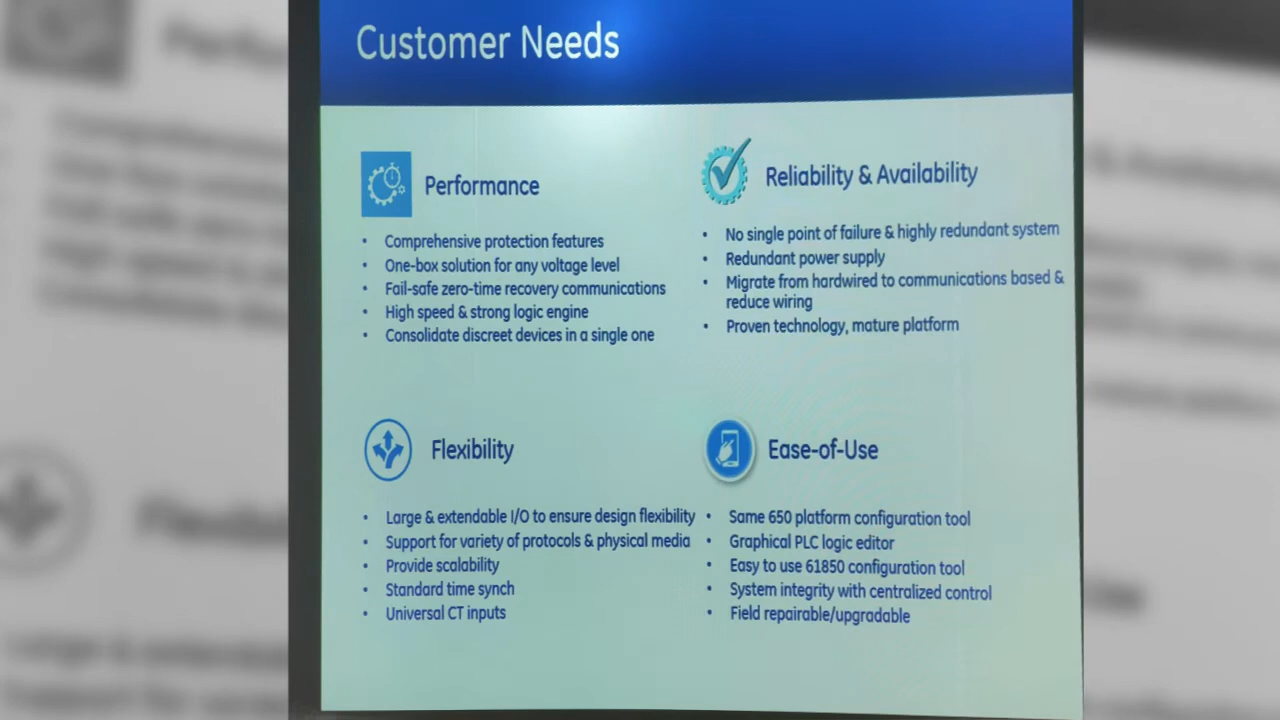 Customer Needs
Performance
• Comprehensive protection features
• One-box solution for any voltage level
• Fail-safe zero-time recovery communications
• High speed & strong logic engine
• Consolidate discreet devices in a single one
Reliability & Availability
• No single point of failure & highly redundant system
• Redundant power supply
• Migrate from hardwired to communications based &
reduce wiring
• Proven technology, mature platform
Flexibility
• Large & extendable I/O to ensure design flexibility
• Support for variety of protocols & physical media
• Provide scalability
• Standard time synch
• Universal CT inputs
Ease-of-Use
• Same 650 platform configuration tool
• Graphical PLC logic editor
• Easy to use 61850 configuration tool
• System integrity with centralized control
• Field repairable/upgradable